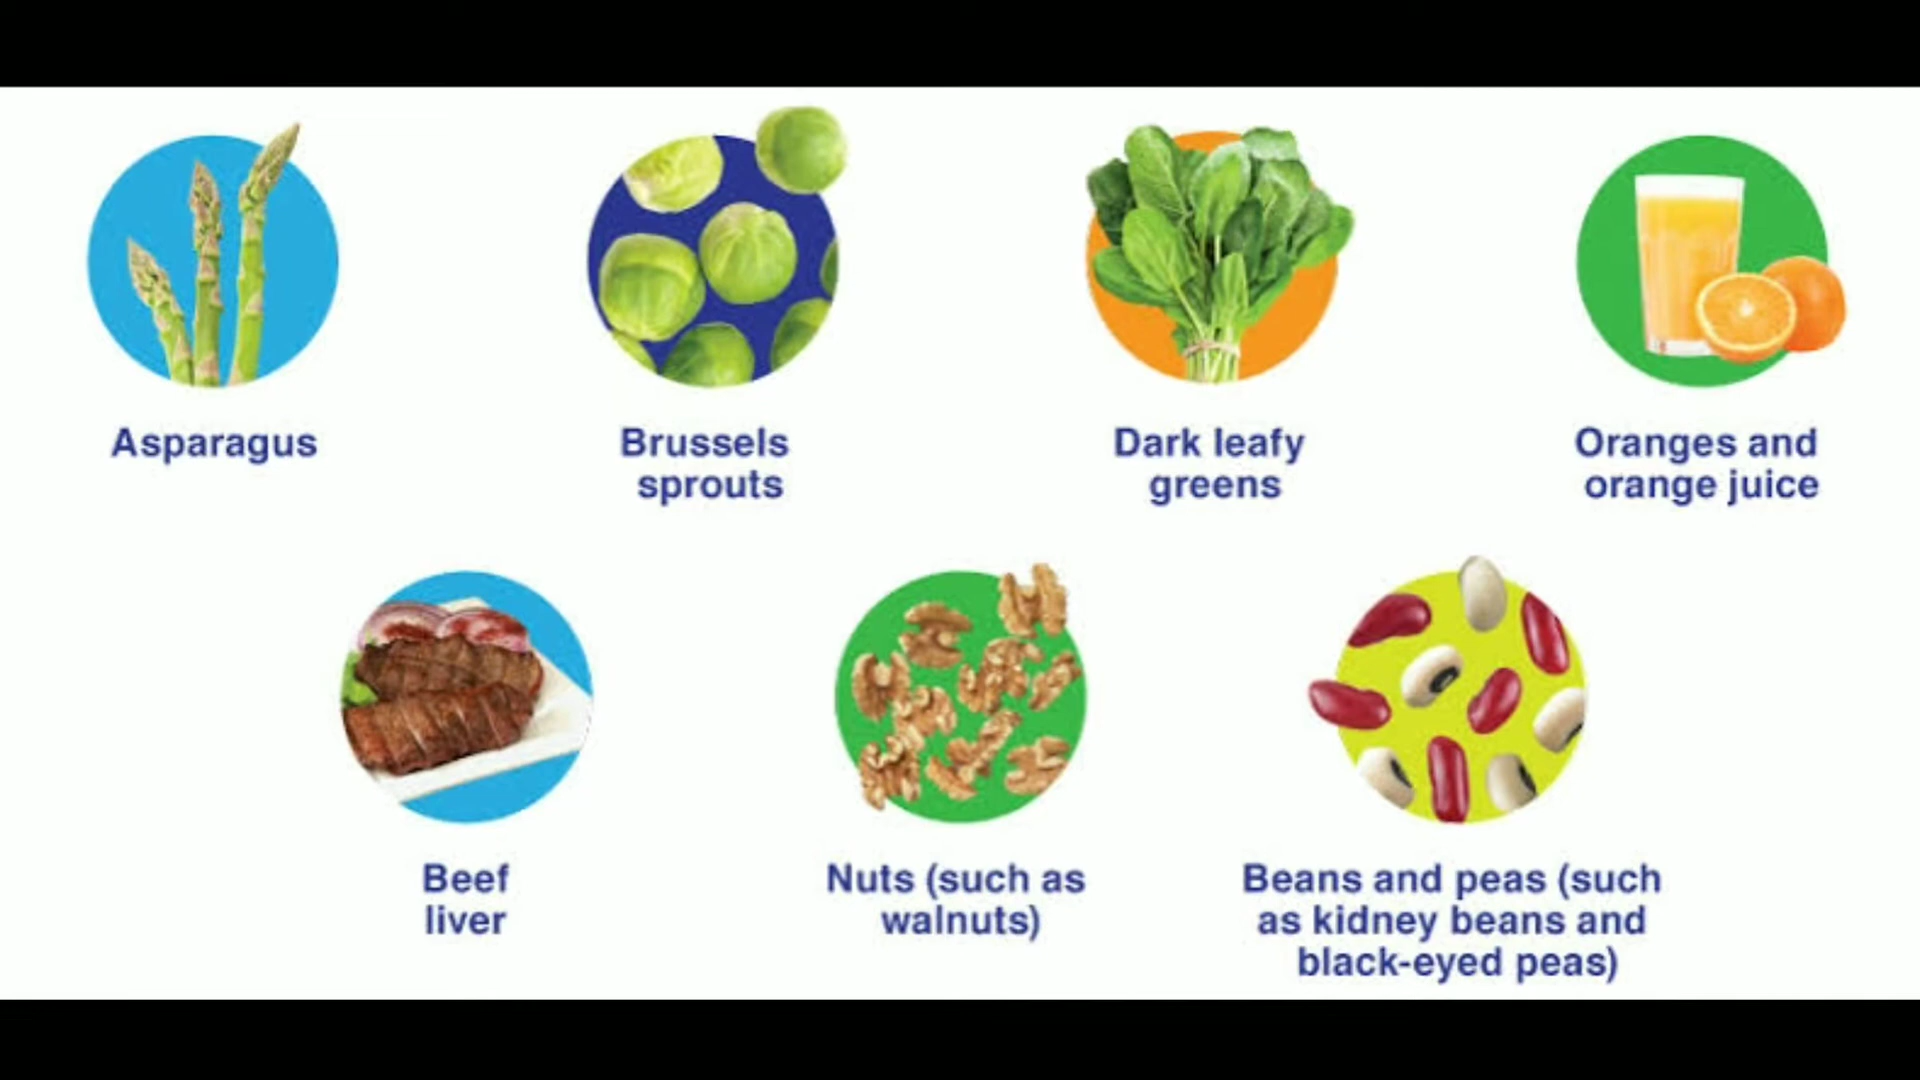 Asparagus
Brussels
sprouts
Dark leafy
greens
Oranges and
orange juice
Beef
liver
Nuts (such as
walnuts)
Beans and peas (such
as kidney beans and
black-eyed peas)